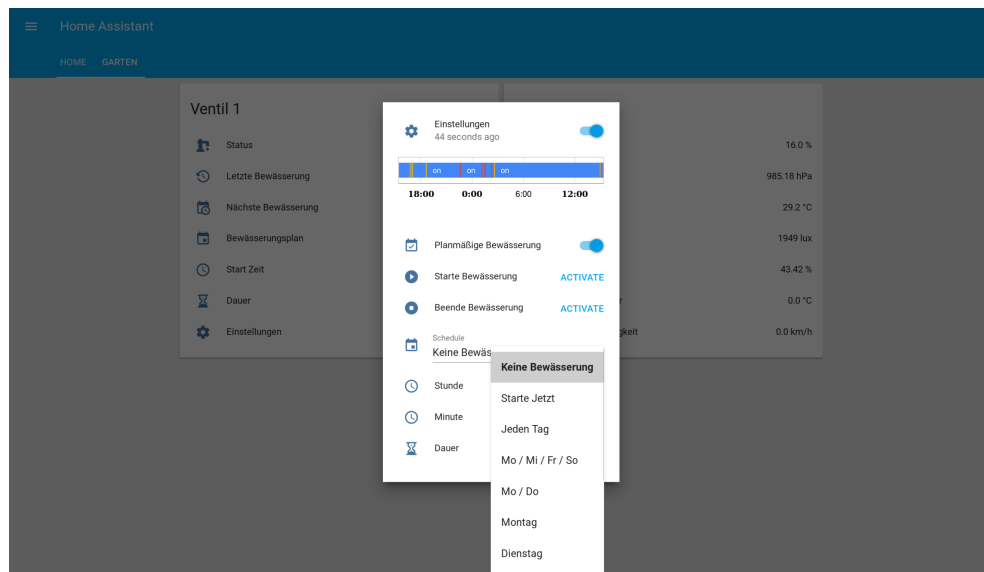 Home Assistant
HOME GARTEN
Ventil 1
Status
Letzte Bewässerung
Nächste Bewässerung
Bewässerungsplan
Start Zeit
Dauer
Einstellungen
Einstellungen
44 seconds ago
on on on
18:00 0:00 6:00 12:00
Planmäßige Bewässerung
Starte Bewässerung ACTIVATE
Beende Bewässerung ACTIVATE
Schedule
Keine Bewäs
Stunde
Minute
Dauer
Keine Bewässerung
Starte Jetzt
Jeden Tag
Mo / Mi / Fr / So
Mo / Do
Montag
Dienstag
16.0 %
985.18 hPa
29.2 °C
1949 lux
43.42 %
0.0 °C
gkeit 0.0 km/h